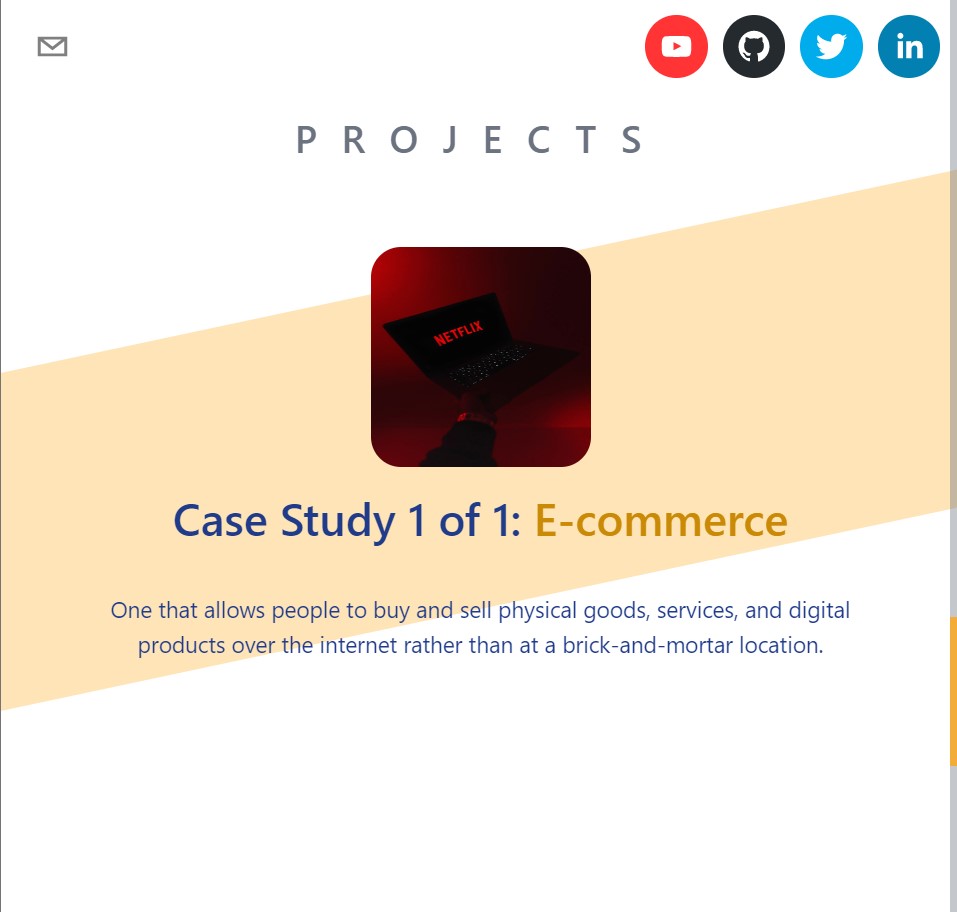 PROJECTS
NETFLIX
Case Study 1 of 1: E-commerce
One that allows people to buy and sell physical goods, services, and digital
products over the internet rather than at a brick-and-mortar location.